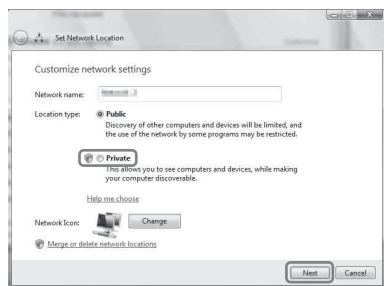 Set Network Location
Customize network settings
Network name:
Location type:
Public
Discovery of other computers and devices will be limited, and
the use of the network by some programs may be restricted.
Private
This allows you to see computers and devices, while making
your computer discoverable.
Help me choose
Network Icon:
Change
Merge or delete network locations
Next
Cancel